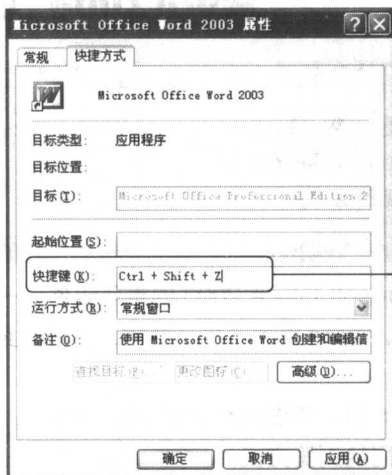 Microsoft Office Word 2003 属性
常规 快捷方式
Microsoft Office Word 2003
目标类型: 应用程序
目标位置:
目标(T): Microsoft Office Professional Edition 2
起始位置(S):
快捷键(K): Ctrl + Shift + Z
运行方式(R): 常规窗口
备注(O): 使用 Microsoft Office Word 创建和编辑信
查找目标(F)... 更改图标(C)... 高级(D)...
确定 取消 应用(A)